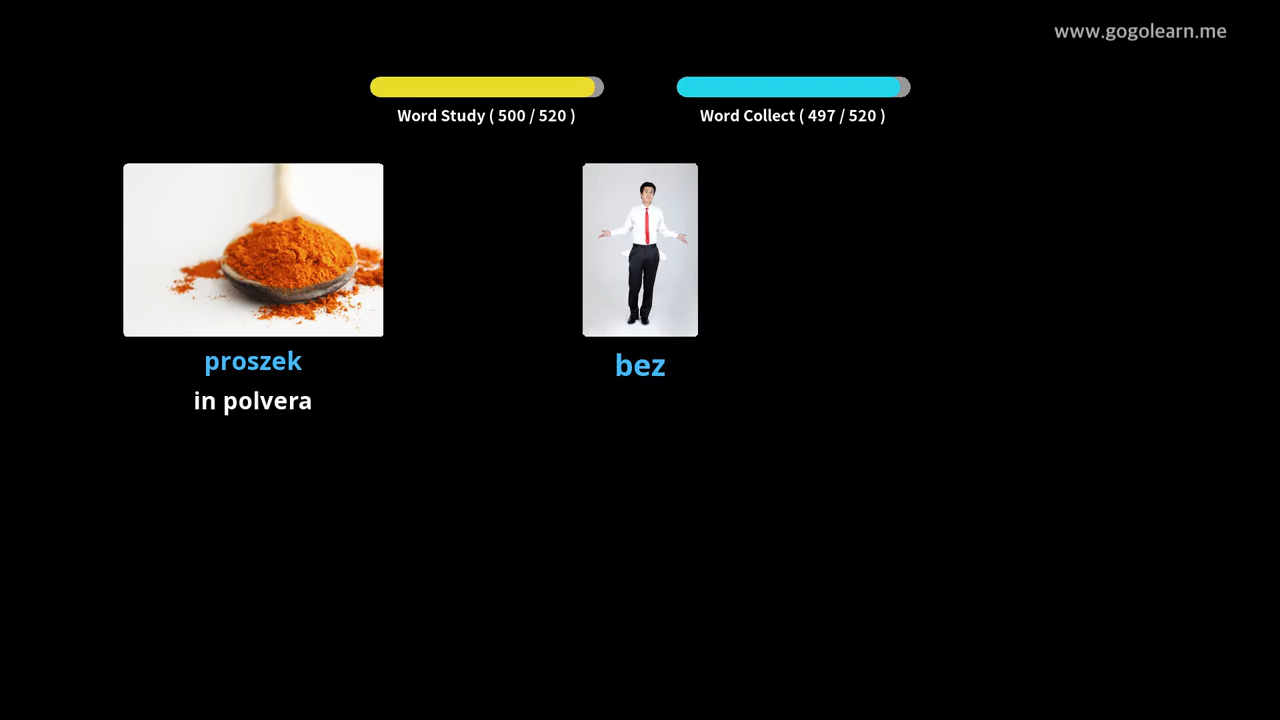 www.gogolearn.me
Word Study ( 500 / 520 )
Word Collect ( 497 / 520 )
proszek
in polvera
bez